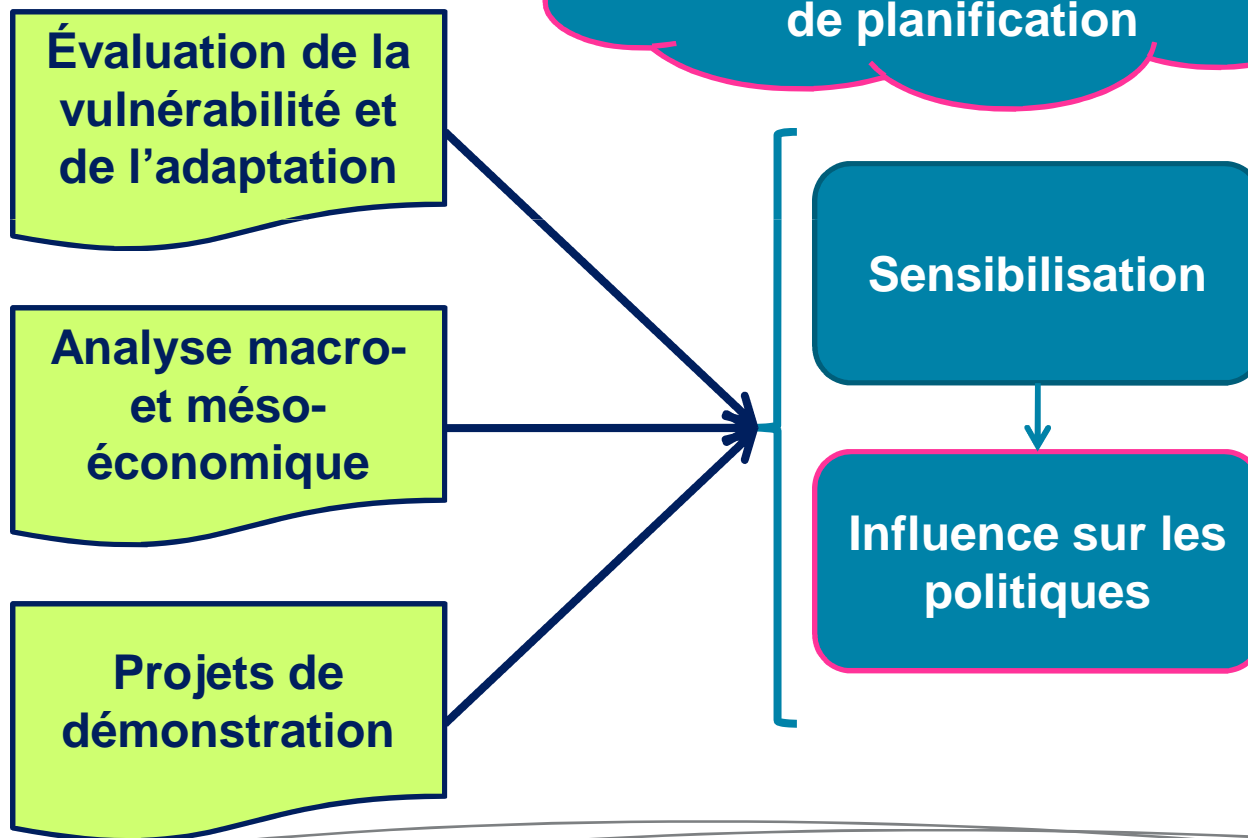 de planification
Évaluation de la
vulnérabilité et
de l’adaptation
Sensibilisation
Analyse macro-
et méso-
économique
Influence sur les
politiques
Projets de
démonstration